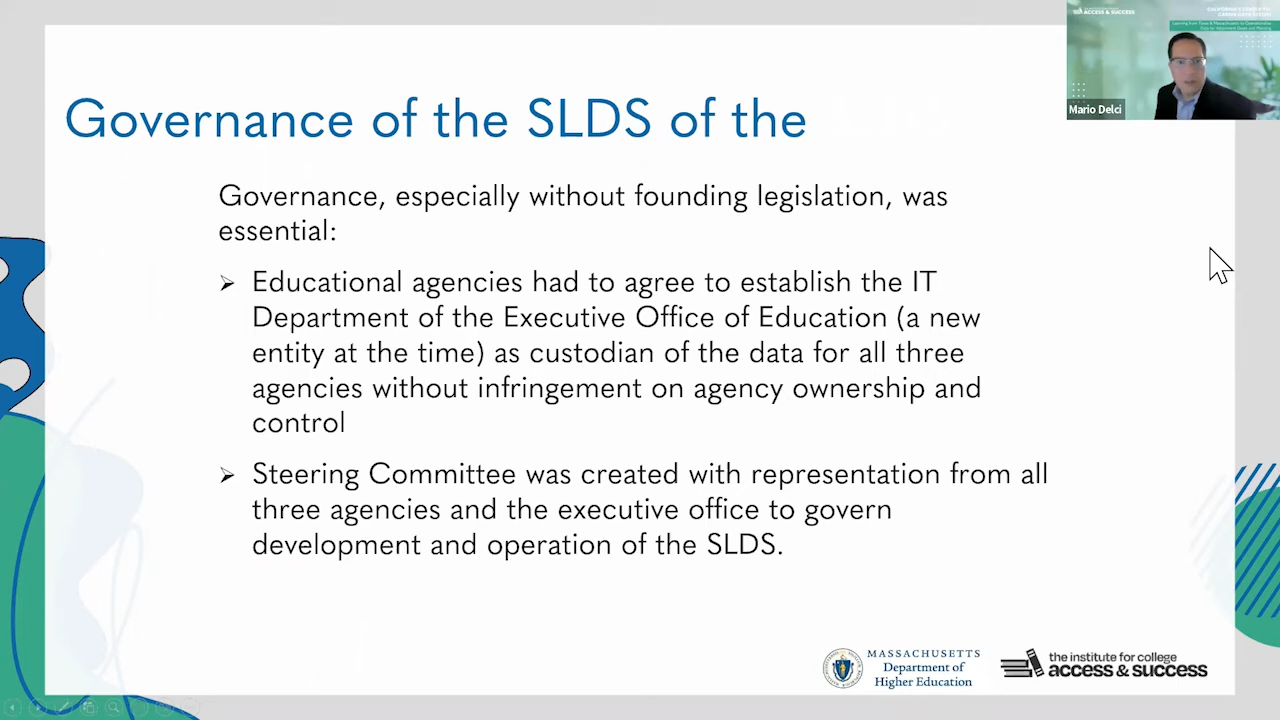 ACCESS & SUCCESS
Mario Delci
Governance of the SLDS of the
Governance, especially without founding legislation, was
essential:
Educational agencies had to agree to establish the IT
Department of the Executive Office of Education (a new
entity at the time) as custodian of the data for all three
agencies without infringement on agency ownership and
control
Steering Committee was created with representation from all
three agencies and the executive office to govern
development and operation of the SLDS.
MASSACHUSETTS
Department of
Higher Education
the institute for college
access & success